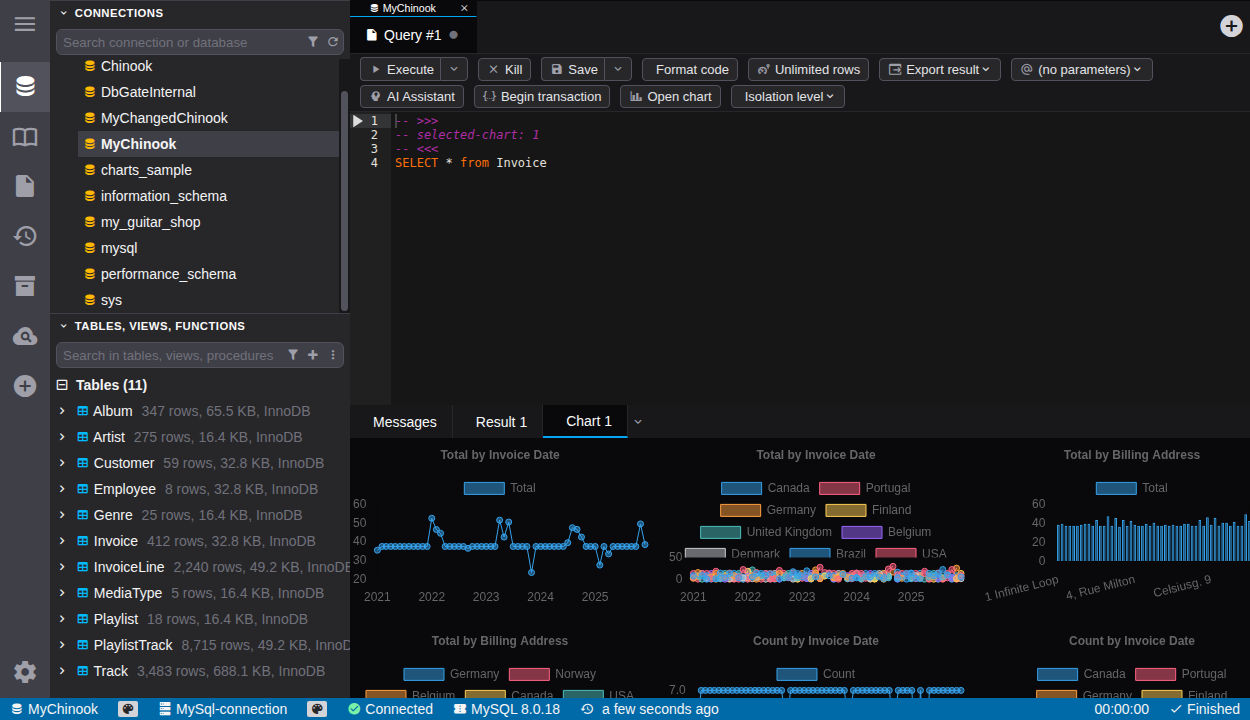 CONNECTIONS
Search connection or database
Chinook
DbGateInternal
MyChangedChook
MyChinook
charts_sample
information_schema
my_guitar_shop
mysql
performance_schema
sys
TABLES, VIEWS, FUNCTIONS
Search in tables, views, procedures
Tables (11)
Album 347 rows, 65.5 KB, InnoDB
Artist 275 rows, 16.4 KB, InnoDB
Customer 59 rows, 32.8 KB, InnoDB
Employee 8 rows, 32.8 KB, InnoDB
Genre 25 rows, 16.4 KB, InnoDB
Invoice 412 rows, 32.8 KB, InnoDB
InvoiceLine 2,240 rows, 49.2 KB, InnoDB
MediaType 5 rows, 16.4 KB, InnoDB
Playlist 18 rows, 16.4 KB, InnoDB
PlaylistTrack 8,715 rows, 49.2 KB, InnoD
Track 3,483 rows, 688.1 KB, InnoDB
MyChinook
Query #1
Execute Kill Save Format code Unlimited rows Export result (no parameters)
AI Assistant Begin transaction Open chart Isolation level
1 -- >>>
2 -- selected-chart: 1
3 -- <<<
4 SELECT * from Invoice
Messages Result 1 Chart 1
Total by Invoice Date
Total
60
50
40
30
20
2021 2022 2023 2024 2025
Total by Invoice Date
Canada Portugal
Germany Finland
United Kingdom Belgium
Denmark Brazil USA
50
0
2021 2022 2023 2024 2025
Total by Billing Address
Total
60
40
20
0
1 Infinite Loop 4, Rue Milton Celsiusg. 9
Total by Billing Address
Germany Norway
Belgium Canada USA
Count by Invoice Date
Count
7.0
Count by Invoice Date
Canada Portugal
Germany Finland
MyChinook MySql-connection Connected MySQL 8.0.18 a few seconds ago 00:00:00 Finished